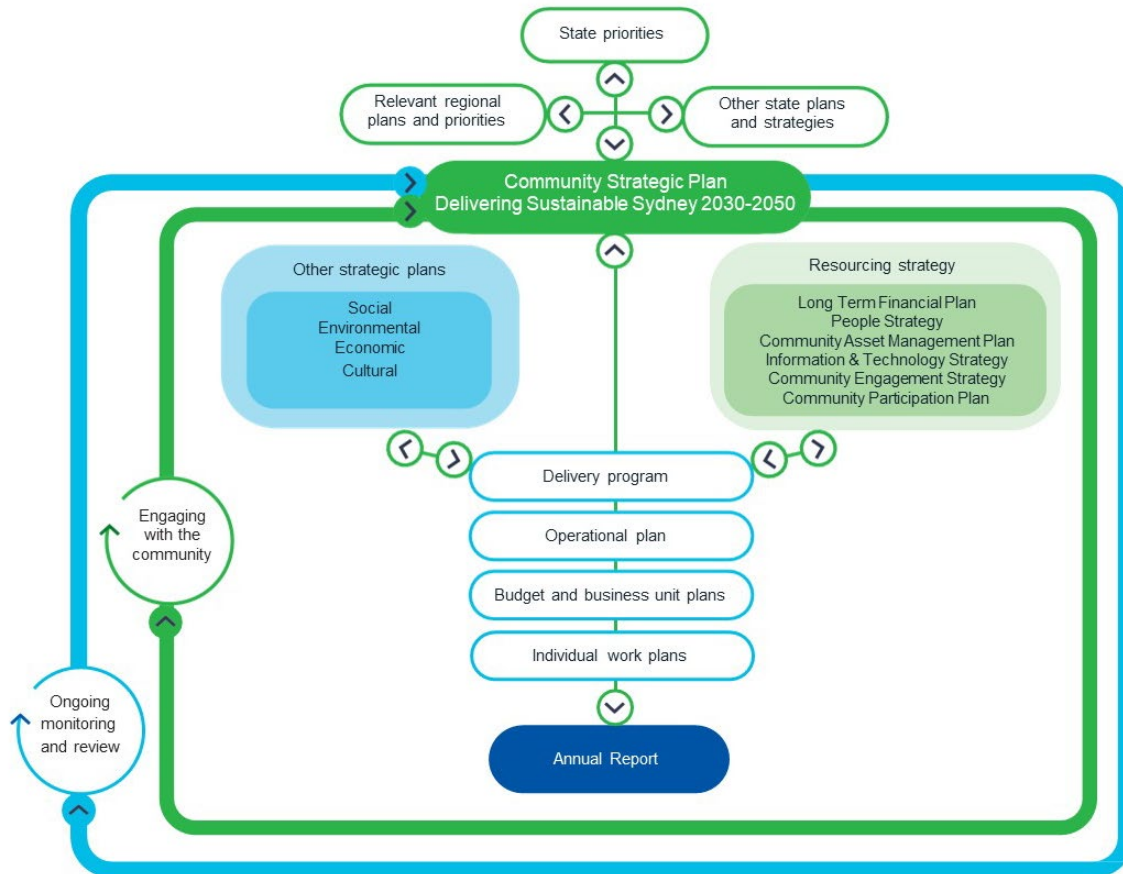 State priorities
Relevant regional
plans and priorities
Other state plans
and strategies
Community Strategic Plan
Delivering Sustainable Sydney 2030-2050
Other strategic plans
Social
Environmental
Economic
Cultural
Resourcing strategy
Long Term Financial Plan
People Strategy
Community Asset Management Plan
Information & Technology Strategy
Community Engagement Strategy
Community Participation Plan
Delivery program
Operational plan
Budget and business unit plans
Individual work plans
Annual Report
Engaging
with the
community
Ongoing
monitoring
and review